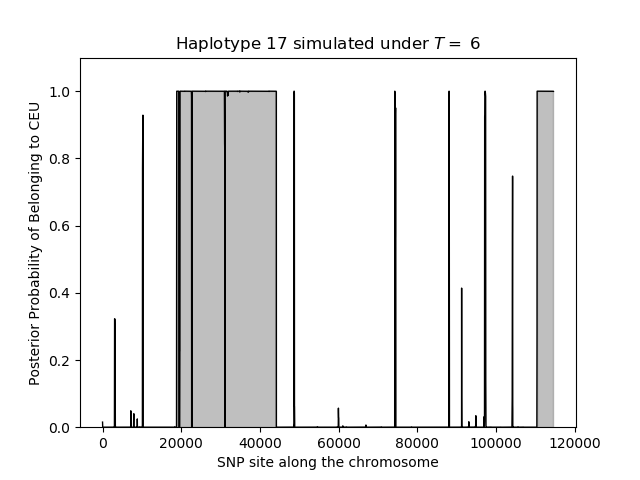 Haplotype 17 simulated under T = 6
Posterior Probability of Belonging to CEU
1.0
0.8
0.6
0.4
0.2
0.0
0 20000 40000 60000 80000 100000 120000
SNP site along the chromosome